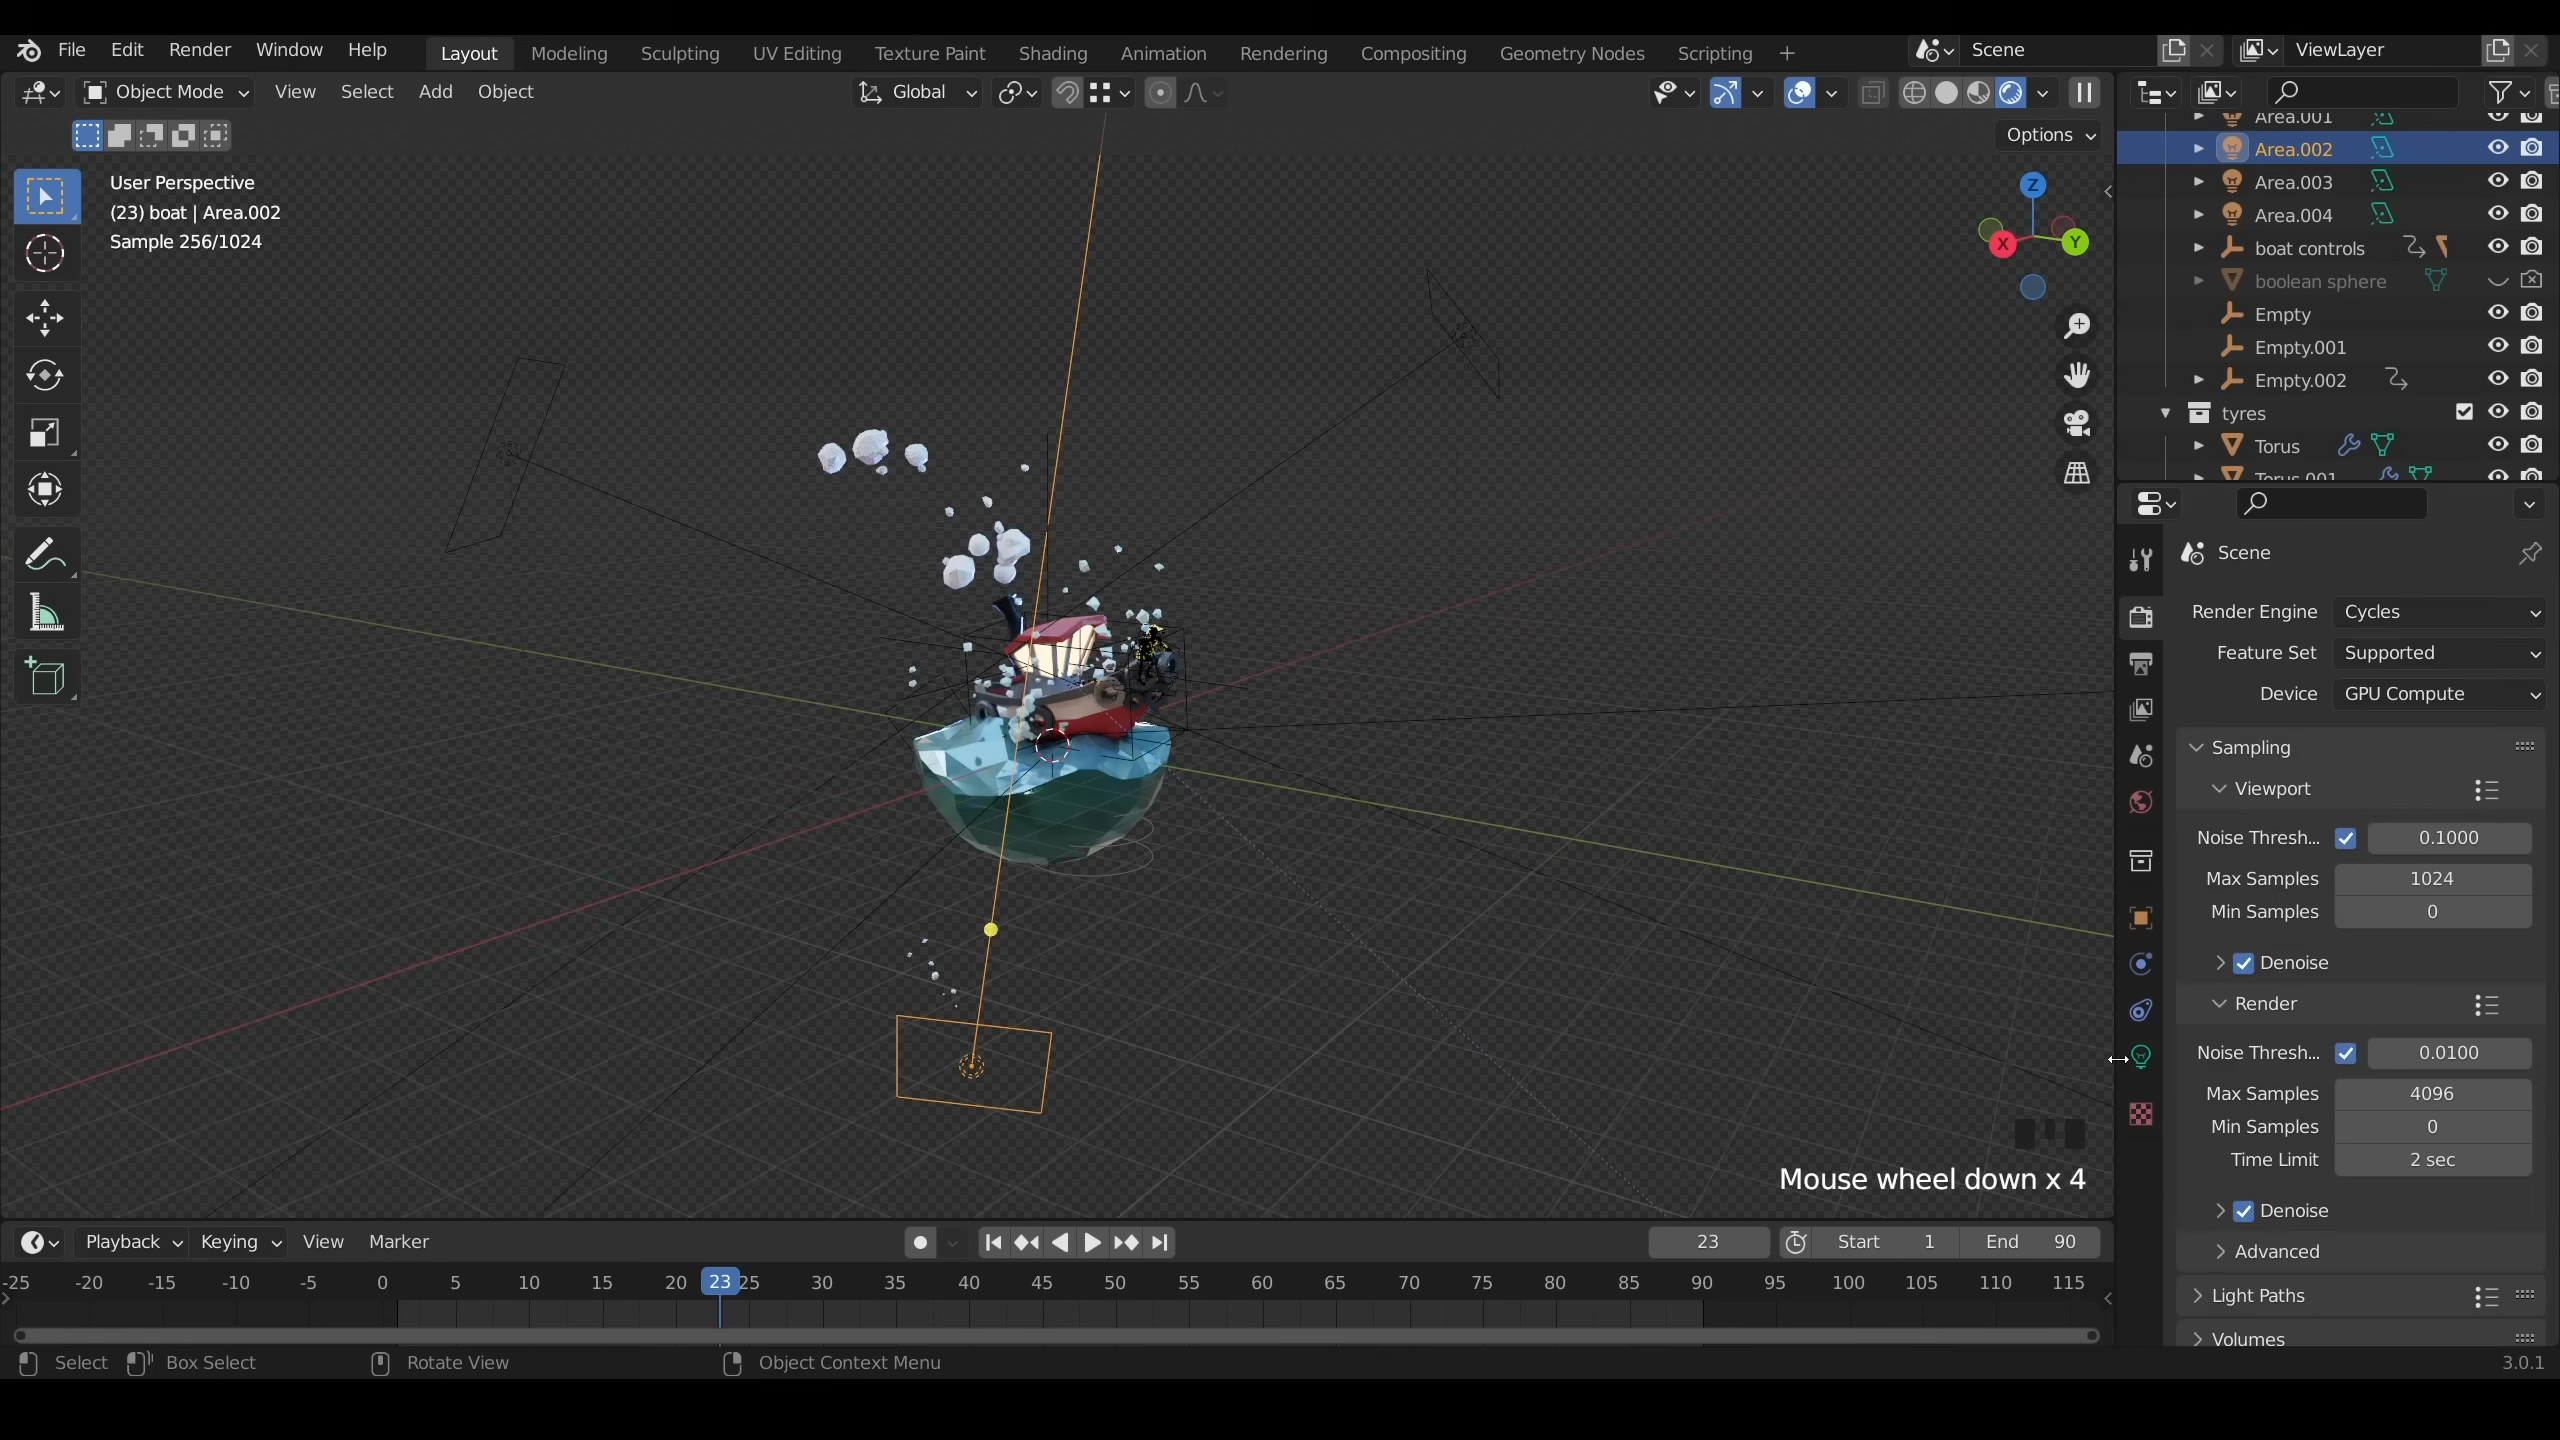 File Edit Render Window Help Layout Modeling Sculpting UV Editing Texture Paint Shading Animation Rendering Compositing Geometry Nodes Scripting + Scene ViewLayer
Object Mode View Select Add Object Global
Options
User Perspective
(23) boat | Area.002
Sample 256/1024
Z
X
Y
Area.001
Area.002
Area.003
Area.004
boat controls
boolean sphere
Empty
Empty.001
Empty.002
tyres
Torus
Torus.001
Scene
Render Engine Cycles
Feature Set Supported
Device GPU Compute
Sampling
Viewport
Noise Thresh... 0.1000
Max Samples 1024
Min Samples 0
Denoise
Render
Noise Thresh... 0.0100
Max Samples 4096
Min Samples 0
Time Limit 2 sec
Denoise
Advanced
Light Paths
Volumes
Mouse wheel down x 4
Playback Keying View Marker 23 Start 1 End 90
-25 -20 -15 -10 -5 0 5 10 15 20 23 25 30 35 40 45 50 55 60 65 70 75 80 85 90 95 100 105 110 115
Select Box Select Rotate View Object Context Menu 3.0.1